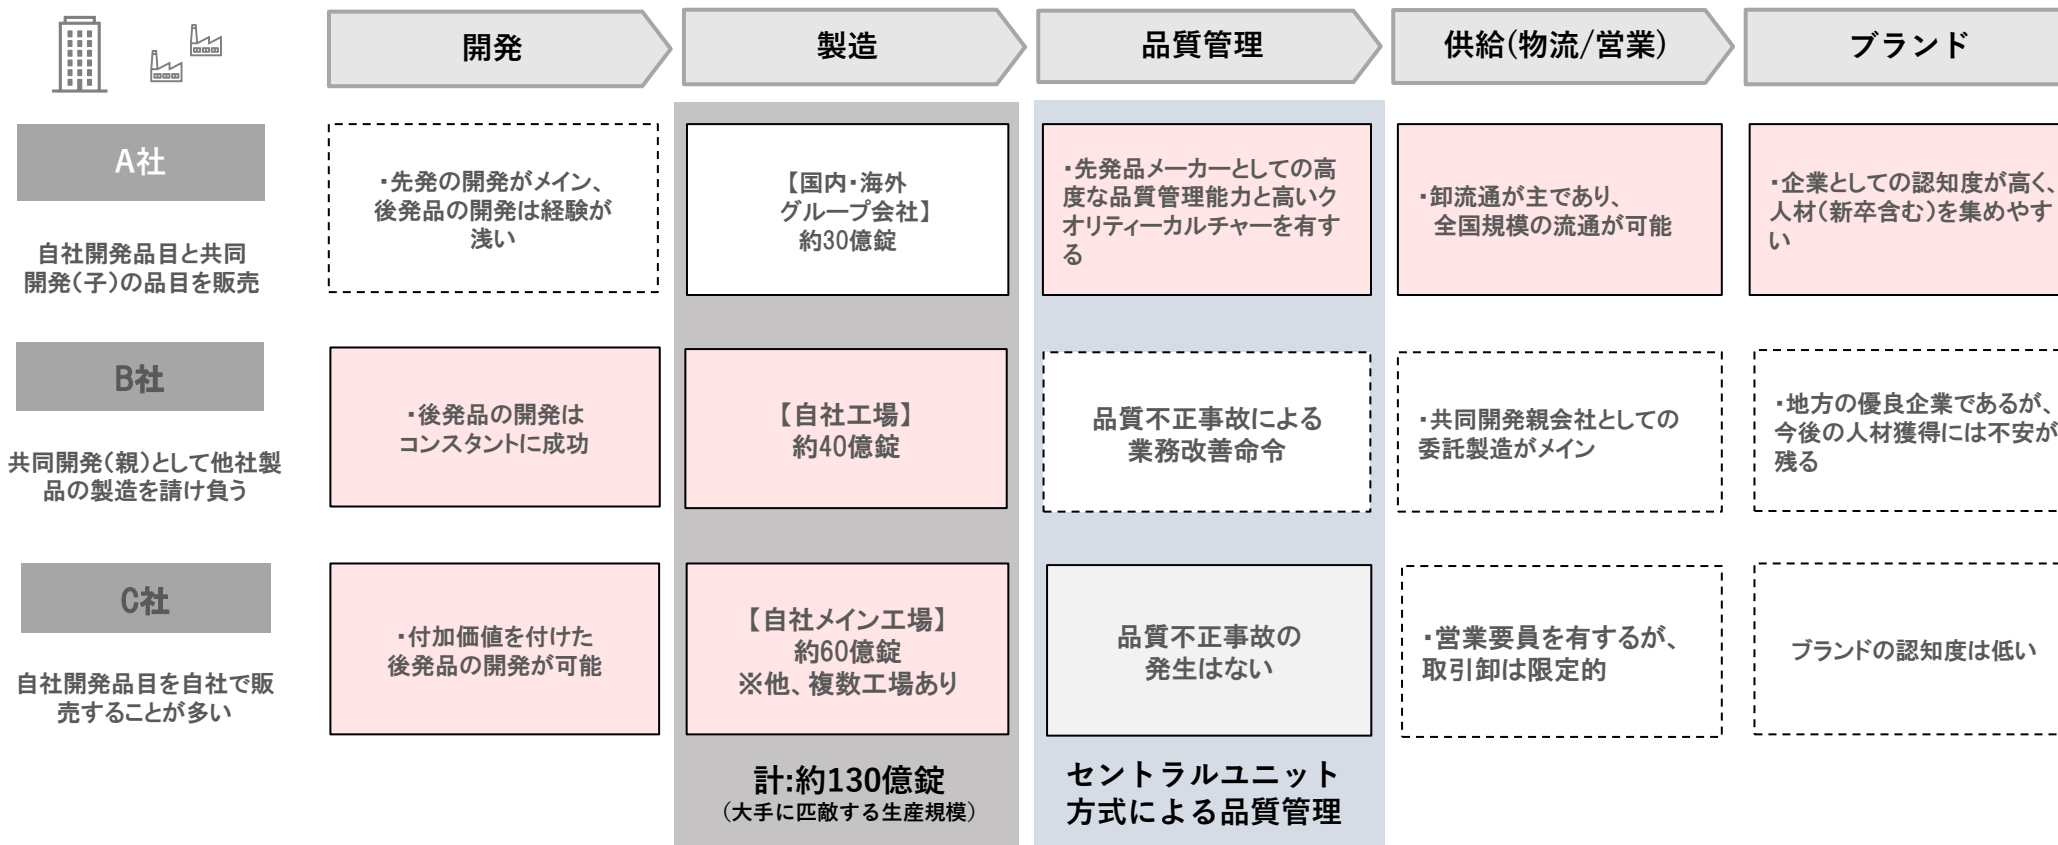 開発
製造
品質管理
供給(物流/営業)
ブランド
A社
自社開発品目と共同
開発(子)の品目を販売
・先発の開発がメイン、
後発品の開発は経験が
浅い
【国内・海外
グループ会社】
約30億錠
・先発品メーカーとしての高
度な品質管理能力と高いク
オリティーカルチャーを有す
る
・卸流通が主であり、
全国規模の流通が可能
・企業としての認知度が高く、
人材(新卒含む)を集めやす
い
B社
共同開発(親)として他社製
品の製造を請け負う
・後発品の開発は
コンスタントに成功
【自社工場】
約40億錠
品質不正事故による
業務改善命令
・共同開発親会社としての
委託製造がメイン
・地方の優良企業であるが、
今後の人材獲得には不安が
残る
C社
自社開発品目を自社で販
売することが多い
・付加価値を付けた
後発品の開発が可能
【自社メイン工場】
約60億錠
※他、複数工場あり
品質不正事故の
発生はない
・営業要員を有するが、
取引卸は限定的
ブランドの認知度は低い
計:約130億錠
(大手に匹敵する生産規模)
セントラルユニット
方式による品質管理